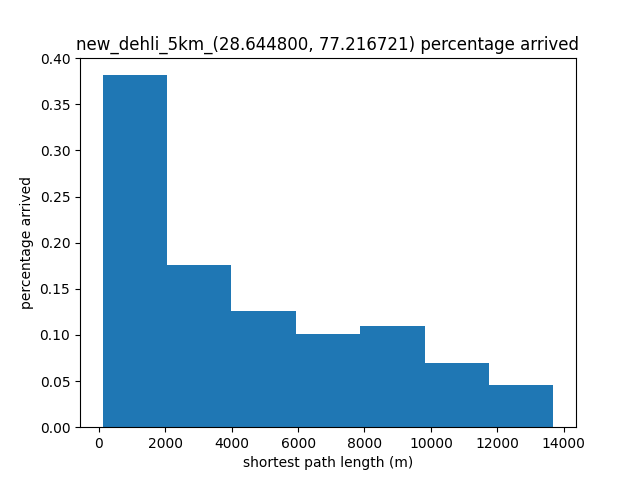 new_dehli_5km_(28.644800, 77.216721) percentage arrived
0.40
0.35
0.30
0.25
0.20
0.15
0.10
0.05
0.00
percentage arrived
0 2000 4000 6000 8000 10000 12000 14000
shortest path length (m)